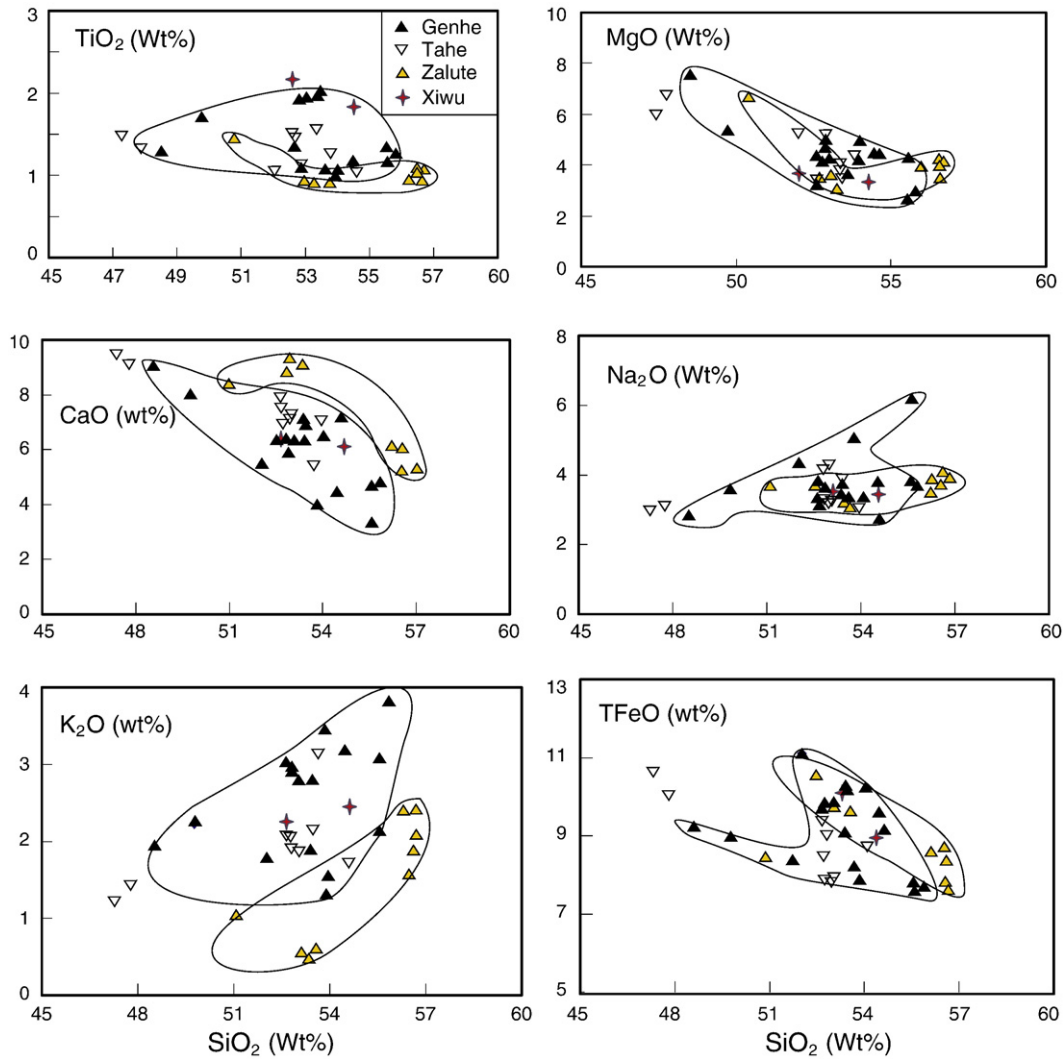 TiO₂ (Wt%)
Genhe
Tahe
Zalute
Xiwu
3
2
1
0
45 47 49 51 53 55 57 60
MgO (Wt%)
10
8
6
4
2
0
45 50 55 60
CaO (wt%)
10
8
6
4
2
0
45 51 54 57 60
Na₂O (Wt%)
8
6
4
2
0
45 48 51 54 57 60
K₂O (wt%)
4
3
2
1
0
45 48 51 54 57 60
SiO₂ (Wt%)
TFeO (wt%)
13
11
9
7
5
45 48 51 54 57 60
SiO₂ (Wt%)